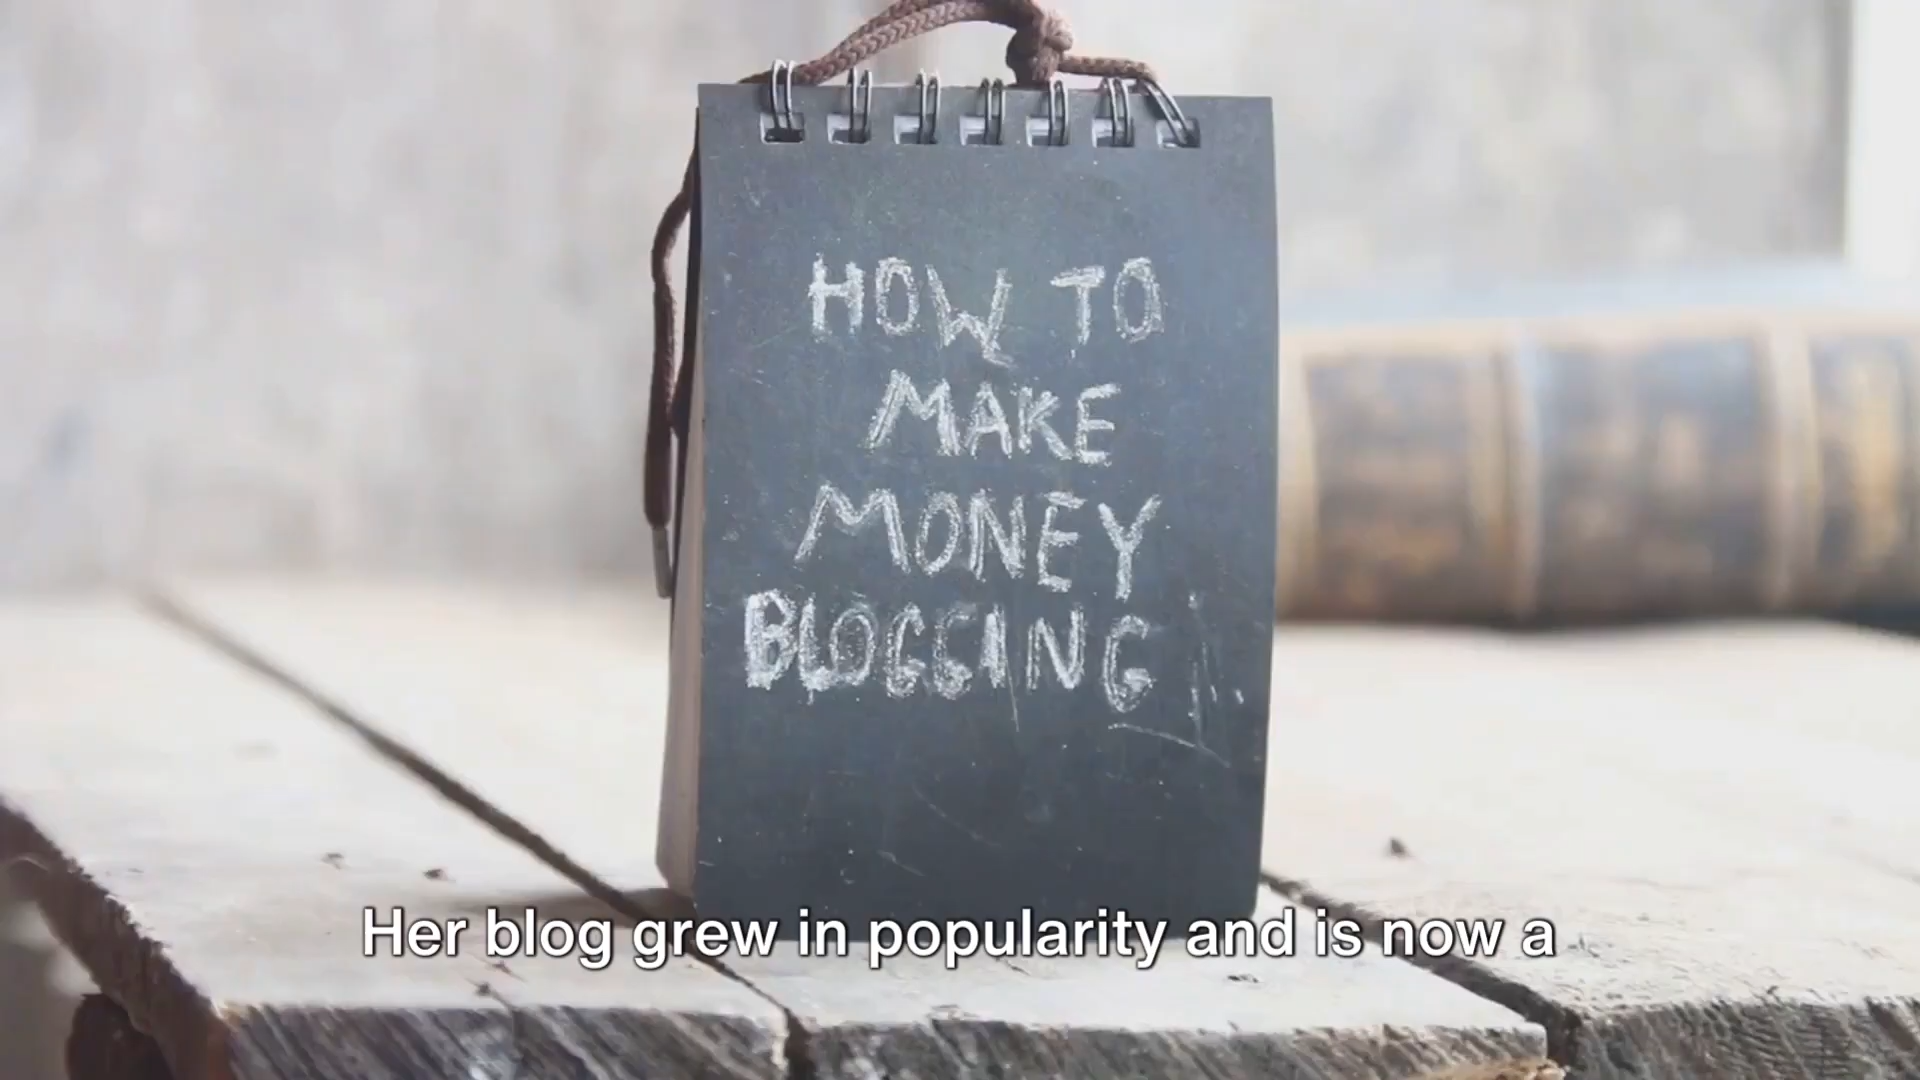 HOW TO
MAKE
MONEY
BLOGGING
Her blog grew in popularity and is now a